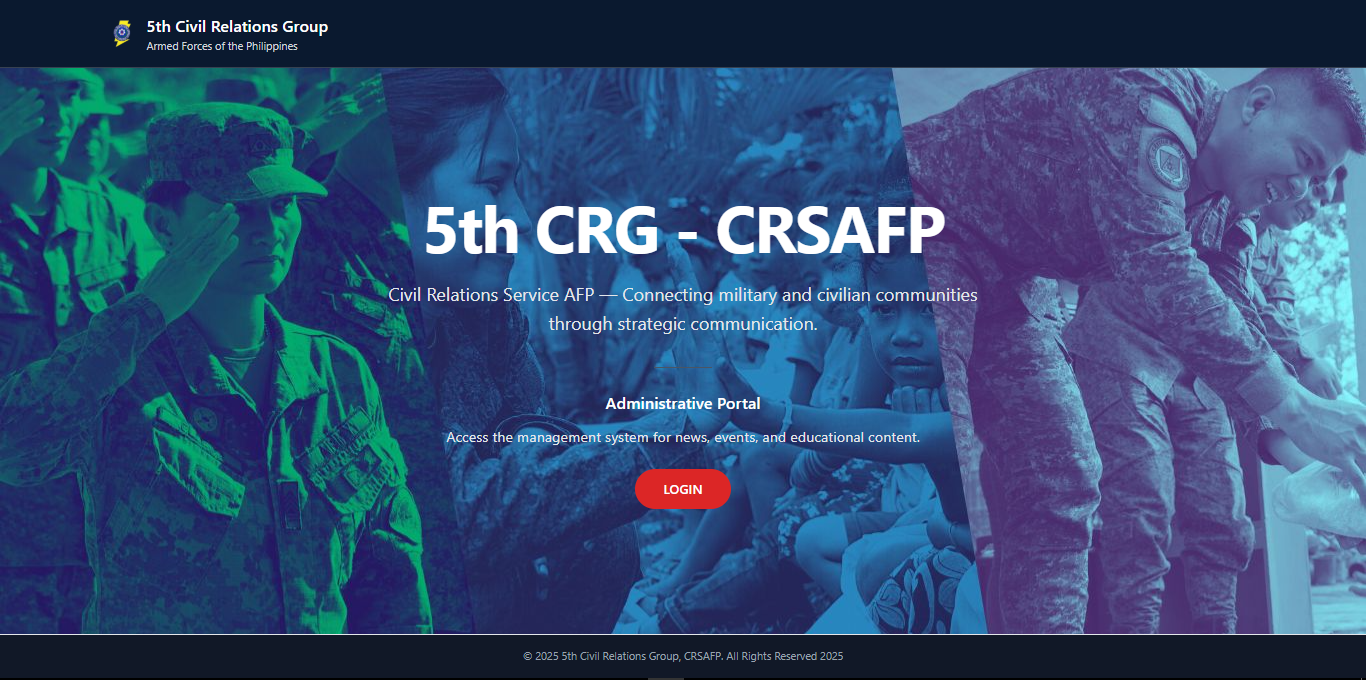 5th Civil Relations Group
Armed Forces of the Philippines
5th CRG - CRSAFP
Civil Relations Service AFP — Connecting military and civilian communities
through strategic communication.
Administrative Portal
Access the management system for news, events, and educational content.
LOGIN
© 2025 5th Civil Relations Group, CRSAFP. All Rights Reserved 2025